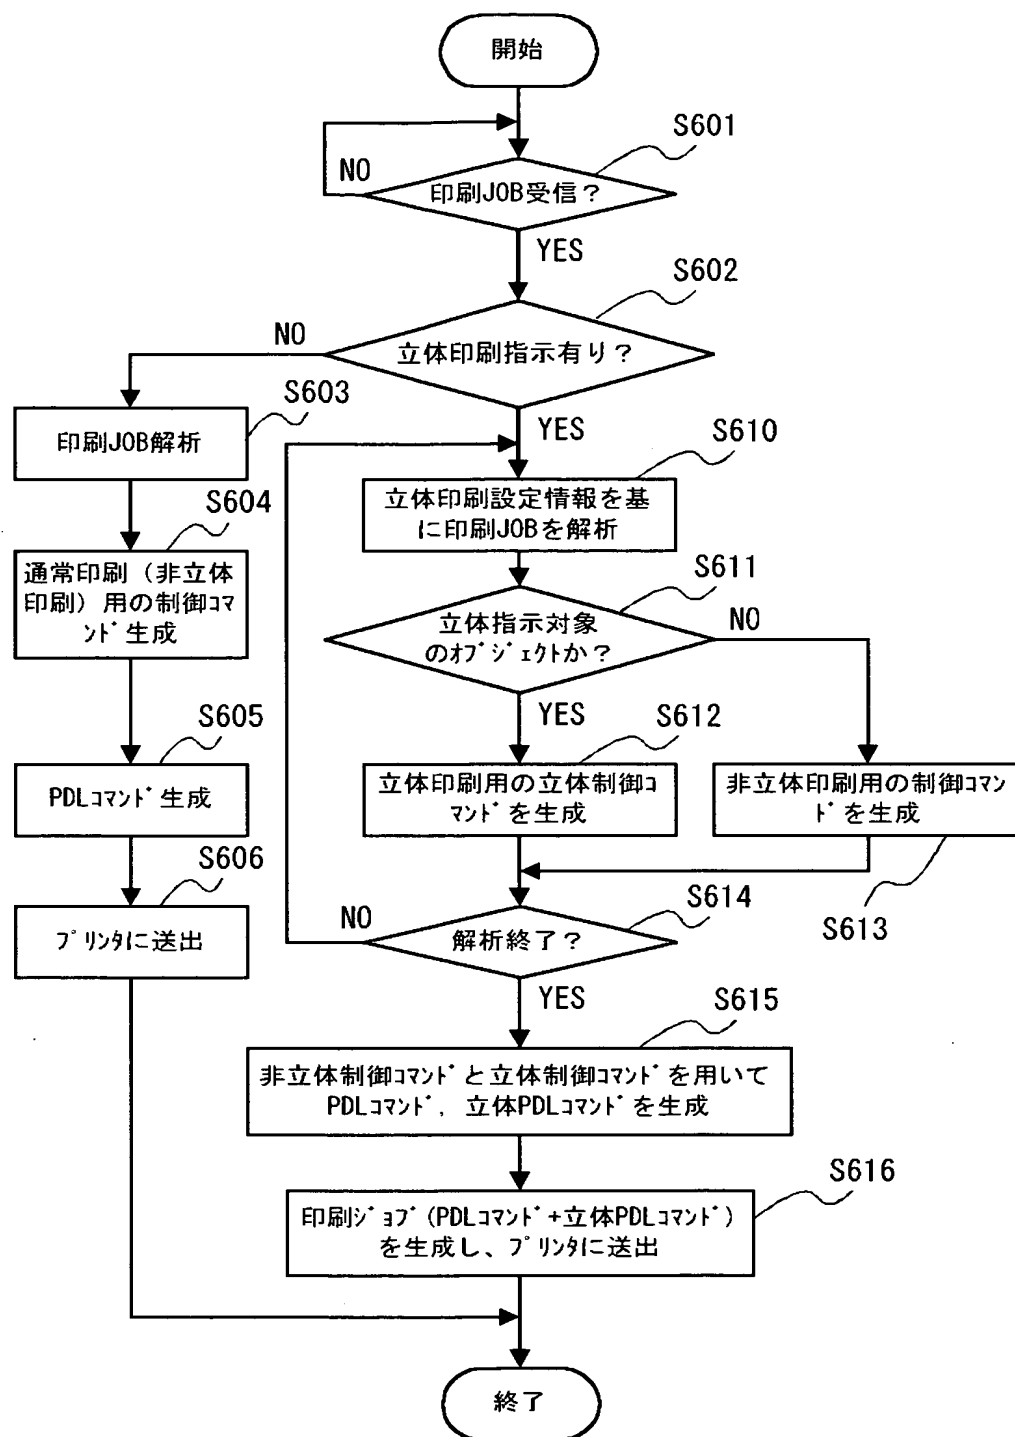 開始
S601
NO
印刷JOB受信？
YES
S602
NO
立体印刷指示有り？
S603
印刷JOB解析
YES
S610
立体印刷設定情報を基
に印刷JOBを解析
S604
通常印刷（非立体
印刷）用の制御ｺﾏ
ﾝﾄﾞ生成
S611
立体指示対象
のｵﾌﾞｼﾞｪｸﾄか？
NO
YES
S612
立体印刷用の立体制御ｺ
ﾏﾝﾄﾞを生成
非立体印刷用の制御ｺﾏﾝ
ﾄﾞを生成
S613
S605
PDLｺﾏﾝﾄﾞ生成
S606
ﾌﾟﾘﾝﾀに送出
NO
S614
解析終了？
YES
S615
非立体制御ｺﾏﾝﾄﾞと立体制御ｺﾏﾝﾄﾞを用いて
PDLｺﾏﾝﾄﾞ, 立体PDLｺﾏﾝﾄﾞを生成
S616
印刷ｼﾞｮﾌﾞ(PDLｺﾏﾝﾄﾞ+立体PDLｺﾏﾝﾄﾞ)
を生成し、ﾌﾟﾘﾝﾀに送出
終了